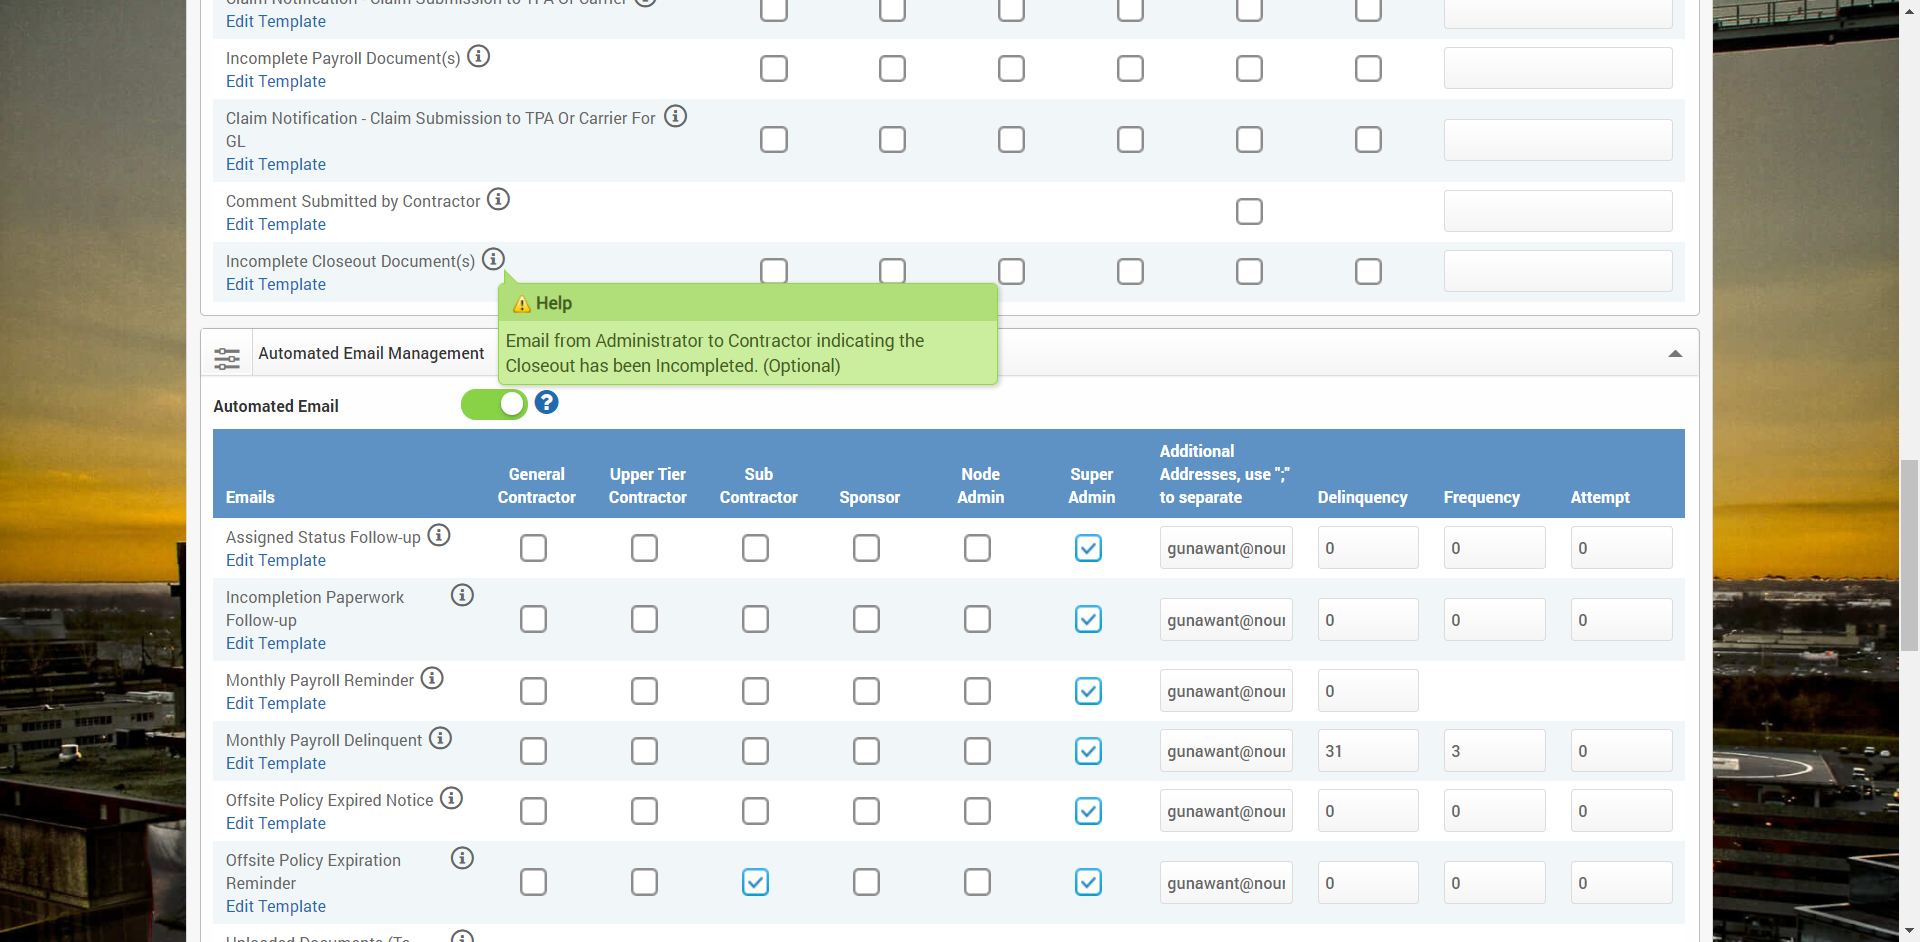 Claim Notification - Claim Submission to TPA Or Carrier
Edit Template
Incomplete Payroll Document(s)
Edit Template
Claim Notification - Claim Submission to TPA Or Carrier For
GL
Edit Template
Comment Submitted by Contractor
Edit Template
Incomplete Closeout Document(s)
Edit Template
Help
Email from Administrator to Contractor indicating the
Closeout has been Incompleted. (Optional)
Automated Email Management
Automated Email
Emails General Contractor Upper Tier Contractor Sub Contractor Sponsor Node Admin Super Admin Additional Addresses, use ";" to separate Delinquency Frequency Attempt
Assigned Status Follow-up gunawant@nour 0 0 0
Edit Template
Incompletion Paperwork
Follow-up gunawant@nour 0 0 0
Edit Template
Monthly Payroll Reminder gunawant@nour 0
Edit Template
Monthly Payroll Delinquent gunawant@nour 31 3 0
Edit Template
Offsite Policy Expired Notice gunawant@nour 0 0 0
Edit Template
Offsite Policy Expiration
Reminder gunawant@nour 0 0 0
Edit Template
Uploaded Documents (To